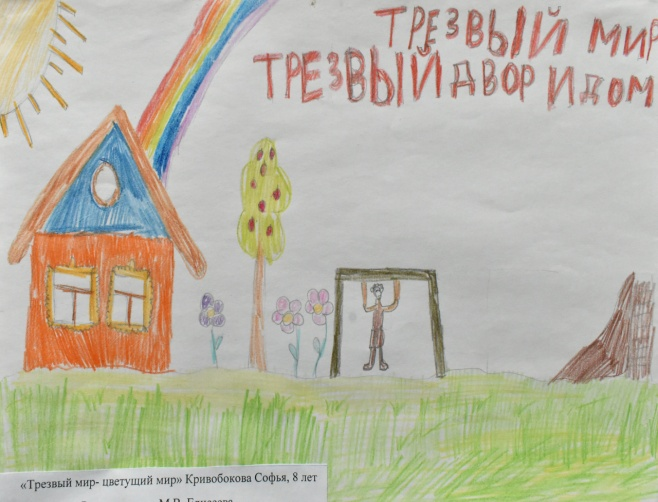 ТРЕЗВЫЙ МИР
ТРЕЗВЫЙ ДВОР И ДОМ
«Трезвый мир- цветущий мир» Кривобокова Софья, 8 лет
М.В.